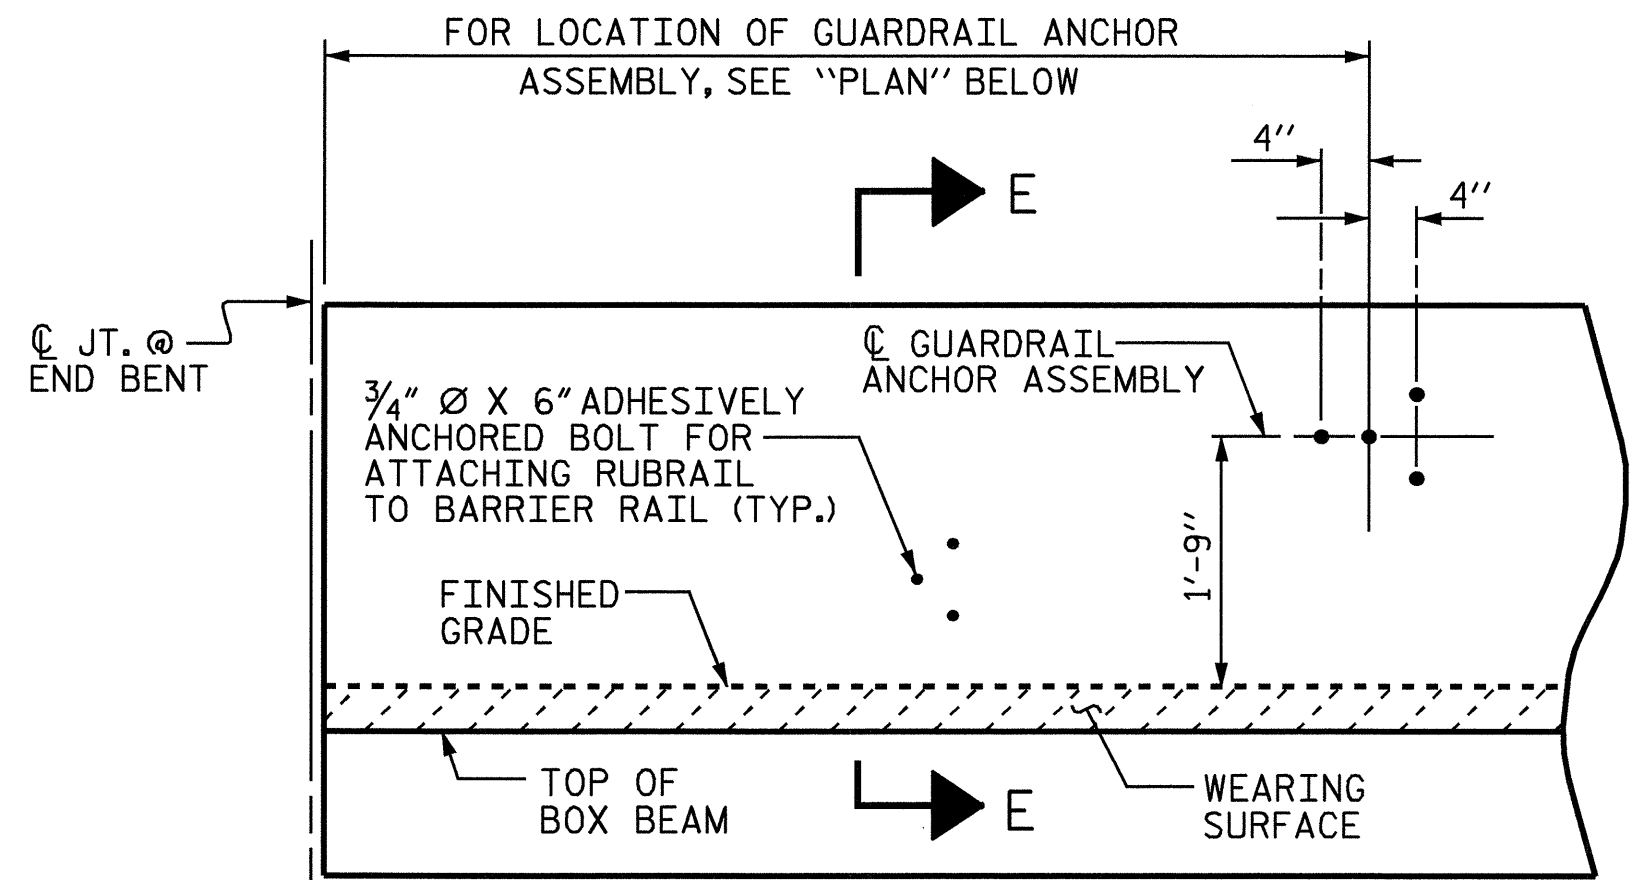 FOR LOCATION OF GUARDRAIL ANCHOR
ASSEMBLY, SEE "PLAN" BELOW
4"
4"
E
℄ JT. @
END BENT
℄ GUARDRAIL
ANCHOR ASSEMBLY
3/4" Ø X 6" ADHESIVELY
ANCHORED BOLT FOR
ATTACHING RUBRAIL
TO BARRIER RAIL (TYP.)
1'-9"
FINISHED
GRADE
TOP OF
BOX BEAM
E
WEARING
SURFACE